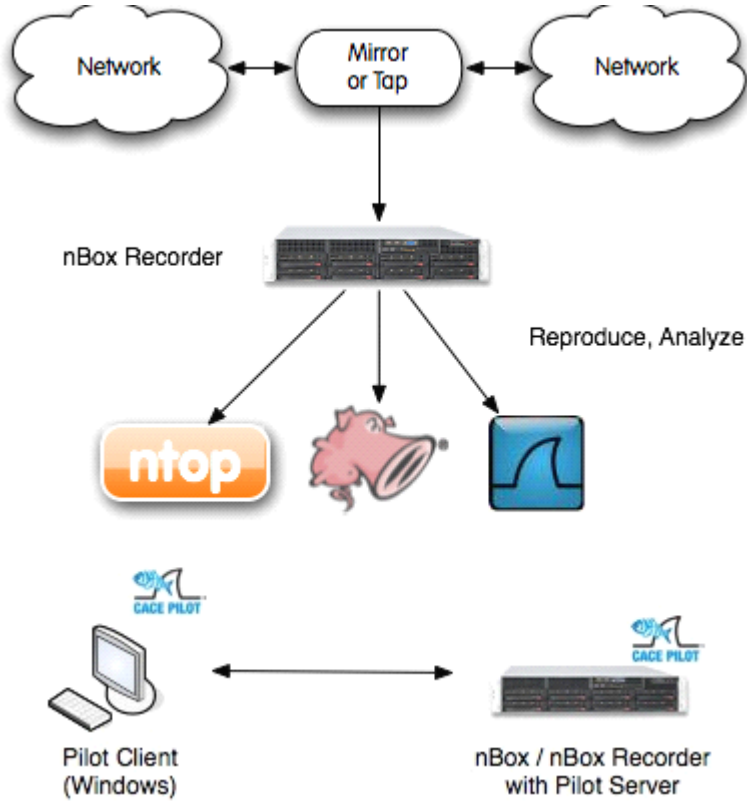 Network
Mirror
or Tap
Network
nBox Recorder
Reproduce, Analyze
ntop
®
CACE PILOT
CACE PILOT
Pilot Client
(Windows)
nBox / nBox Recorder
with Pilot Server